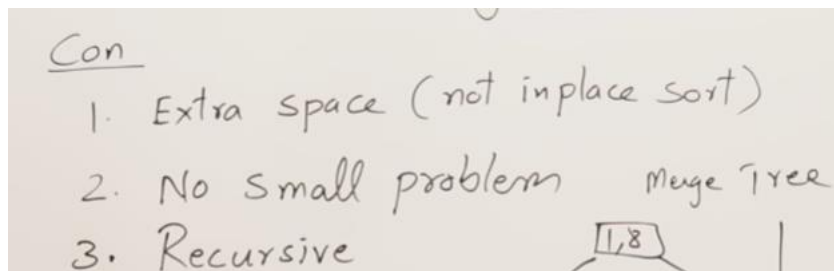 Con
1. Extra space (not inplace sort)
2. No small problem Merge Tree
3. Recursive 1,8